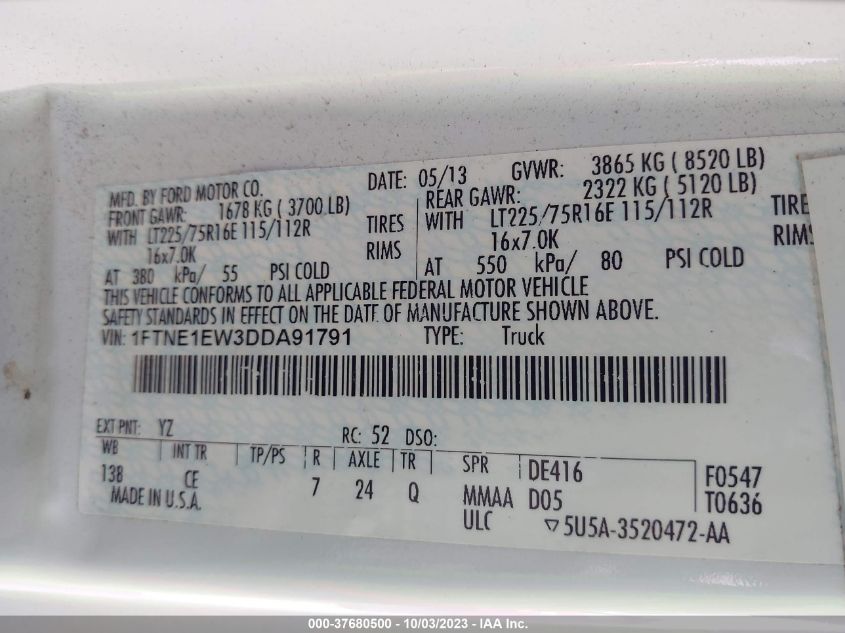 MFD. BY FORD MOTOR CO.
DATE: 05/13 GVWR: 3865 KG ( 8520 LB)
FRONT GAWR: 1678 KG ( 3700 LB) REAR GAWR: 2322 KG ( 5120 LB)
WITH LT225/75R16E 115/112R TIRES WITH LT225/75R16E 115/112R TIRE
16x7.0K RIMS 16x7.0K RIMS
AT 380 kPa/ 55 PSI COLD AT 550 kPa/ 80 PSI COLD
THIS VEHICLE CONFORMS TO ALL APPLICABLE FEDERAL MOTOR VEHICLE
SAFETY STANDARDS IN EFFECT ON THE DATE OF MANUFACTURE SHOWN ABOVE.
VIN: 1FTNE1EW3DDA91791 TYPE: Truck
EXT PNT: YZ RC: 52 DSO:
WB INT TR TP/PS R AXLE TR SPR DE416 F0547
138 CE 7 24 Q MMAA D05 T0636
MADE IN U.S.A. ULC ▽5U5A-3520472-AA
000-37680500 - 10/03/2023 - IAA Inc.